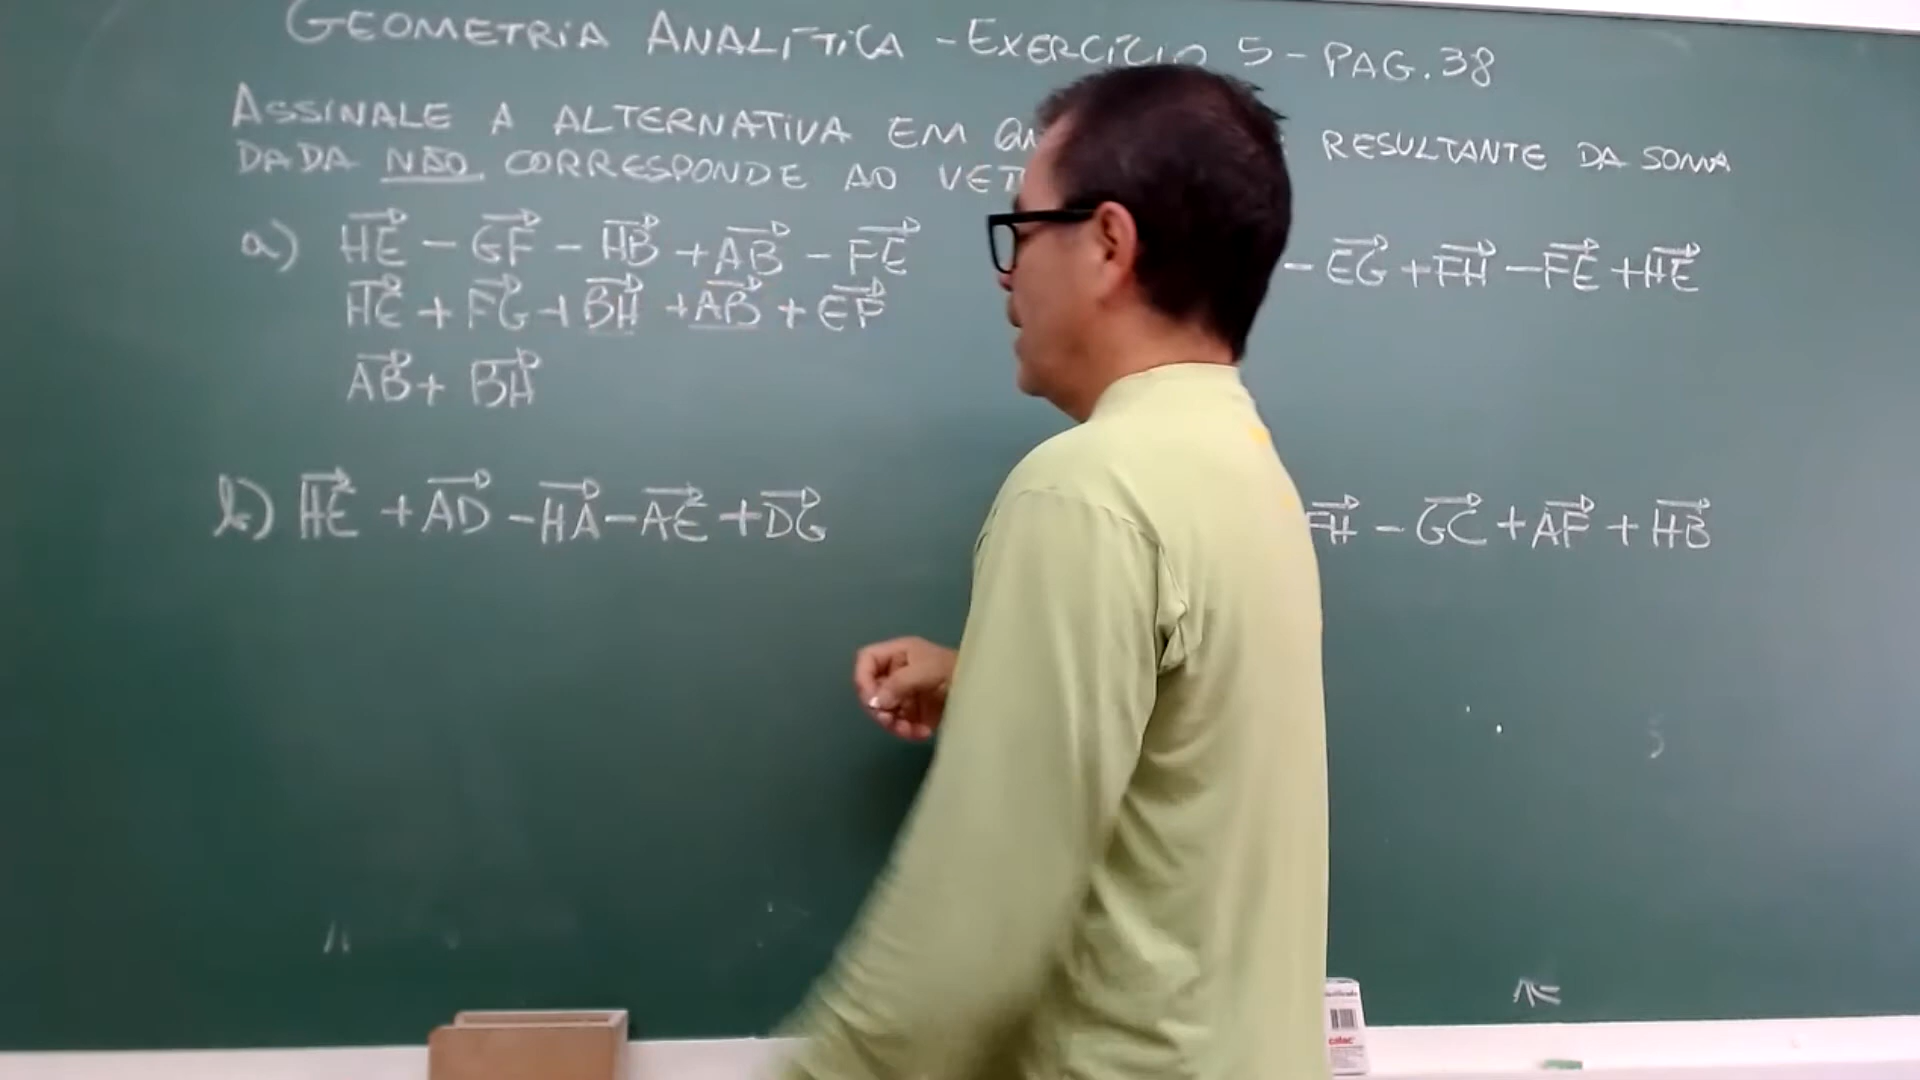 GEOMETRIA ANALÍTICA - EXERCÍCIO 5 - PAG. 38
ASSINALE A ALTERNATIVA EM RESULTANTE DA SOMA
DADA NÃO CORRESPONDE AO
a) HE - GF - HB + AB - FE
HE + FG + BH + AB + EF
AB + BH
- EG + FH - FE + HE
b) HE + AD - HA - AE + DG
FH - GC + AF + HB